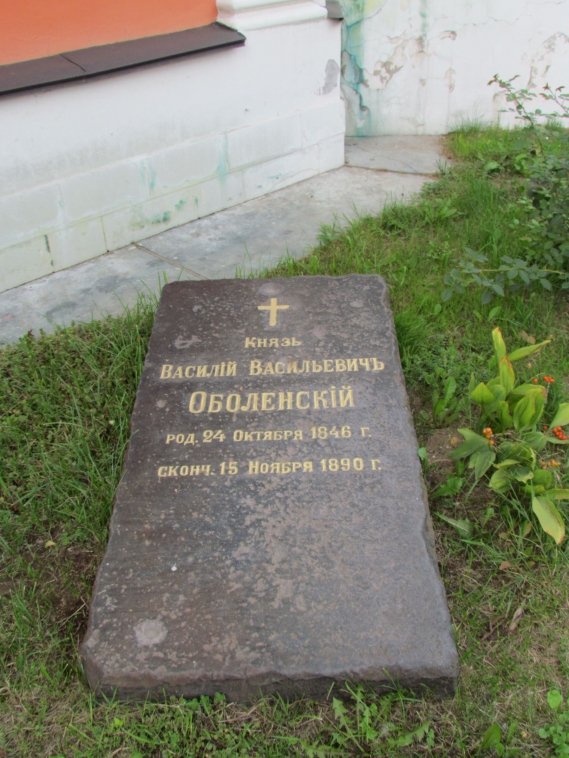 Князь
Василій Васильевичъ
Оболенскій
род. 24 Октября 1846 г.
сконч. 15 Ноября 1890 г.